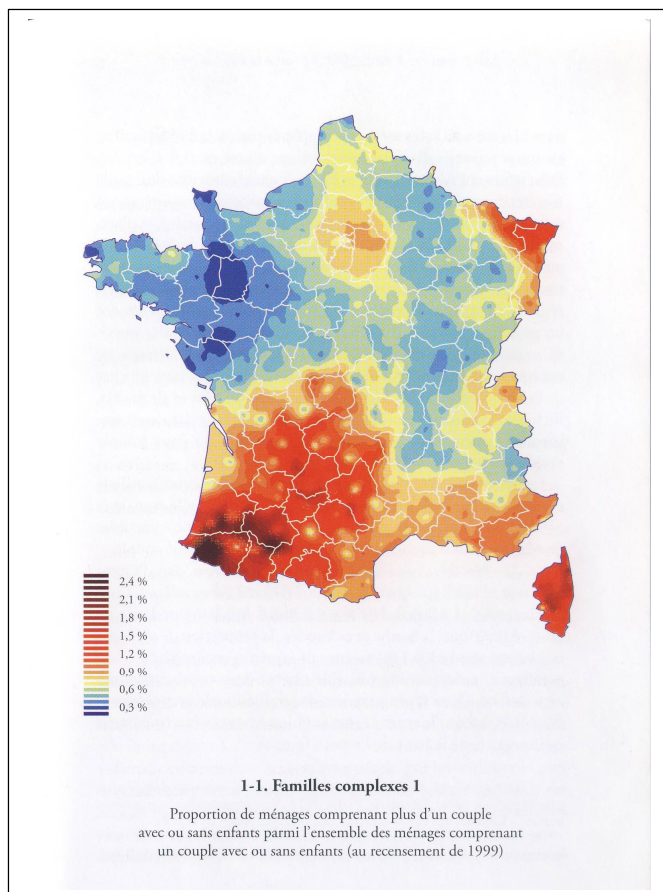 2,4 %
2,1 %
1,8 %
1,5 %
1,2 %
0,9 %
0,6 %
0,3 %
1-1. Familles complexes 1
Proportion de ménages comprenant plus d'un couple
avec ou sans enfants parmi l'ensemble des ménages comprenant
un couple avec ou sans enfants (au recensement de 1999)